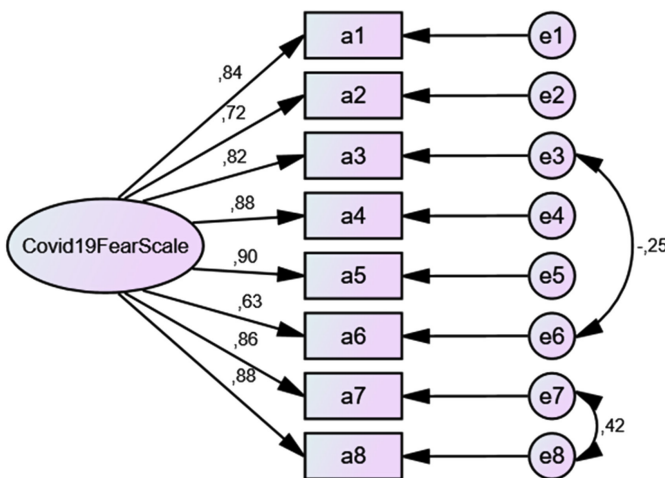 a1
e1
,84
a2
e2
,72
a3
e3
,82
a4
e4
,88
Covid19FearScale
-,25
a5
e5
,90
a6
e6
,63
a7
e7
,86
,42
a8
e8
,88